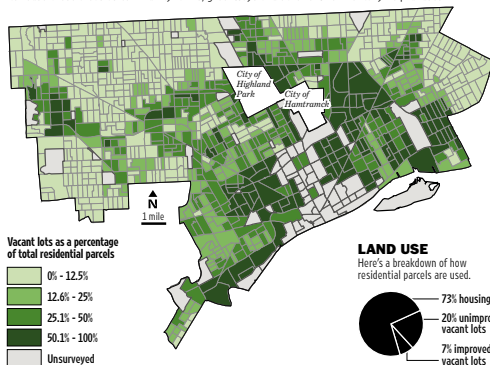 City of
Highland
Park
City of
Hamtramck
N
1 mile
Vacant lots as a percentage
of total residential parcels
0% - 12.5%
12.6% - 25%
25.1% - 50%
50.1% - 100%
Unsurveyed
LAND USE
Here's a breakdown of how
residential parcels are used.
73% housing
20% unimpro
vacant lots
7% improved
vacant lots